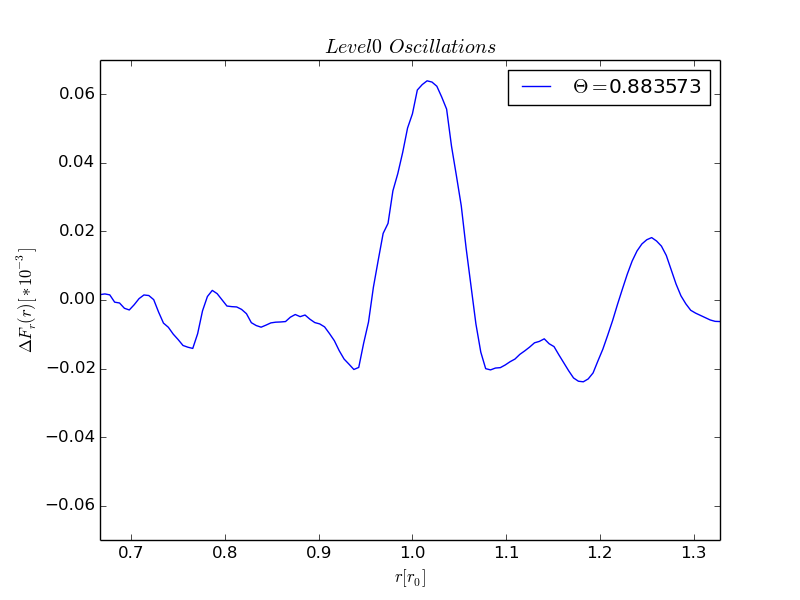 Level0 Oscillations
Θ = 0.883573
ΔF_r(r)[*10^{-3}]
0.06
0.04
0.02
0.00
−0.02
−0.04
−0.06
0.7 0.8 0.9 1.0 1.1 1.2 1.3
r[r_0]